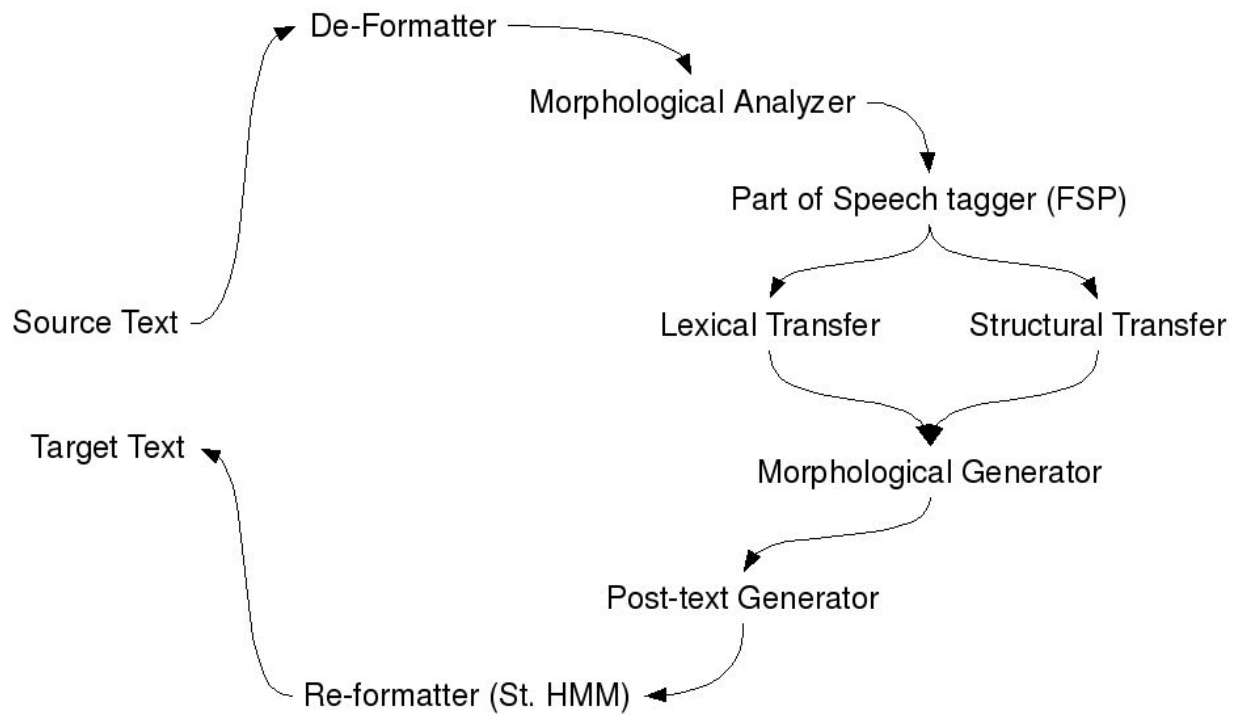 De-Formatter
Morphological Analyzer
Part of Speech tagger (FSP)
Source Text
Lexical Transfer
Structural Transfer
Target Text
Morphological Generator
Post-text Generator
Re-formatter (St. HMM)